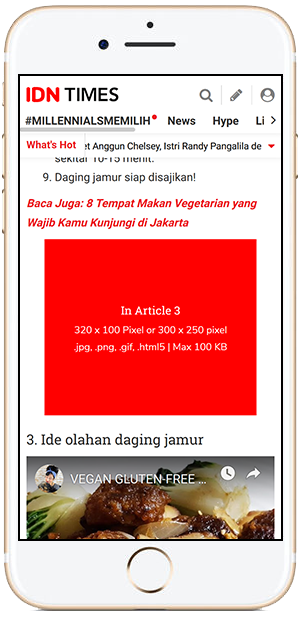 IDN TIMES
#MILLENNIALSMEMILIH News Hype
What's Hot et Anggun Chelsey, Istri Randy Pangalila de
sekitar 10-15 menit.
9. Daging jamur siap disajikan!
Baca Juga: 8 Tempat Makan Vegetarian yang
Wajib Kamu Kunjungi di Jakarta
In Article 3
320 x 100 Pixel or 300 x 250 pixel
.jpg, .png, .gif, .html5 | Max 100 KB
3. Ide olahan daging jamur
VEGAN GLUTEN-FREE ...